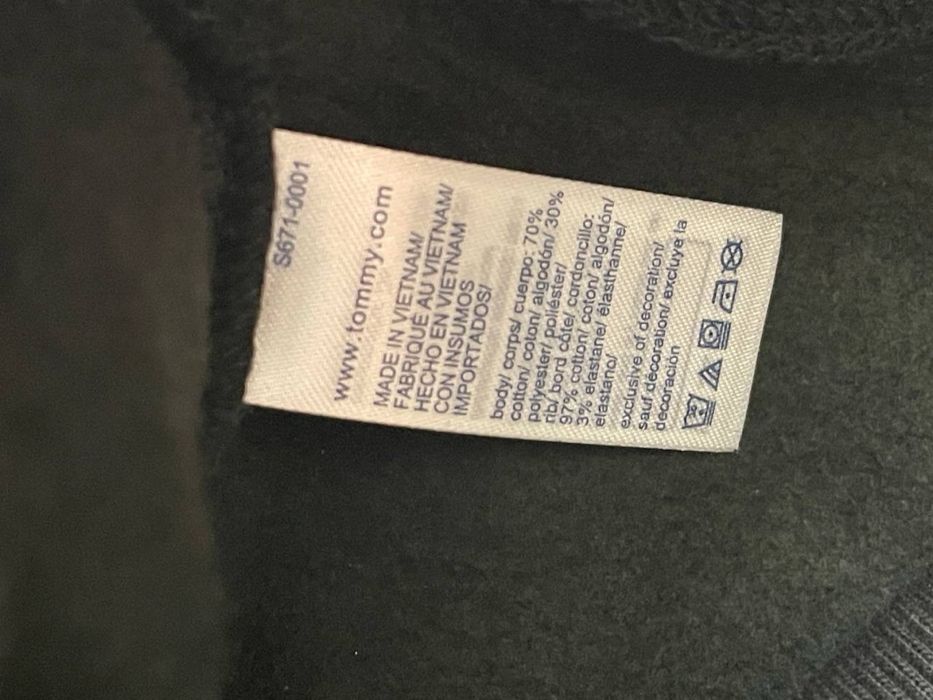 S671-0001
www.tommy.com
MADE IN VIETNAM/
FABRIQUÉ AU VIETNAM/
HECHO EN VIETNAM
CON INSUMOS
IMPORTADOS/
body/ corps/ cuerpo: 70%
cotton/ coton/ algodón/ 30%
polyester/ polyester/ poliéster/
rib/ bord côte/ cordoncillo:
97% cotton/ coton/ algodón/
3% elastane/ élasthanne/
elastano/
exclusive of decoration/
sauf décoration/ excluye la
decoración